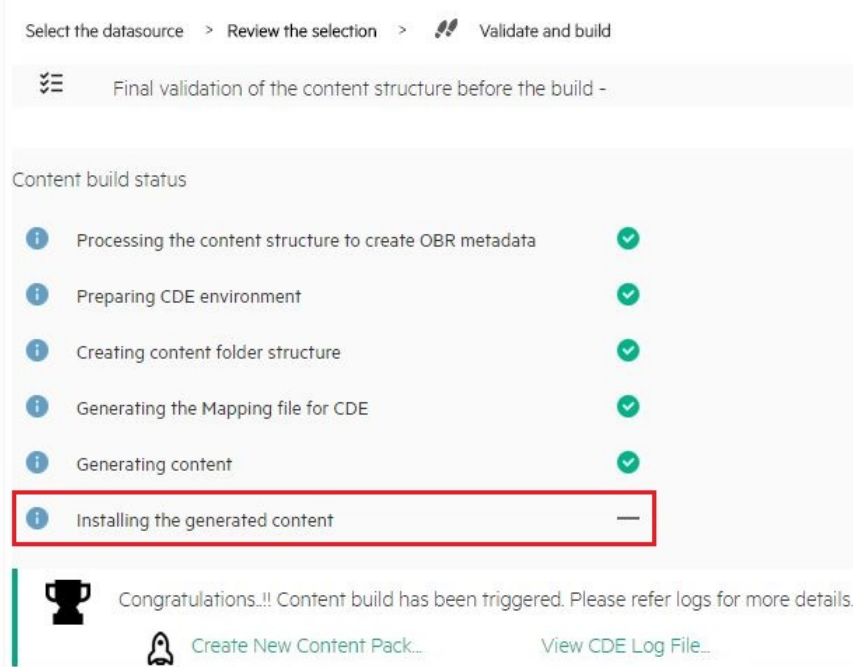 Select the datasource > Review the selection > Validate and build
Final validation of the content structure before the build -
Content build status
Processing the content structure to create OBR metadata
Preparing CDE environment
Creating content folder structure
Generating the Mapping file for CDE
Generating content
Installing the generated content
Congratulations..!! Content build has been triggered. Please refer logs for more details.
Create New Content Pack... View CDE Log File...